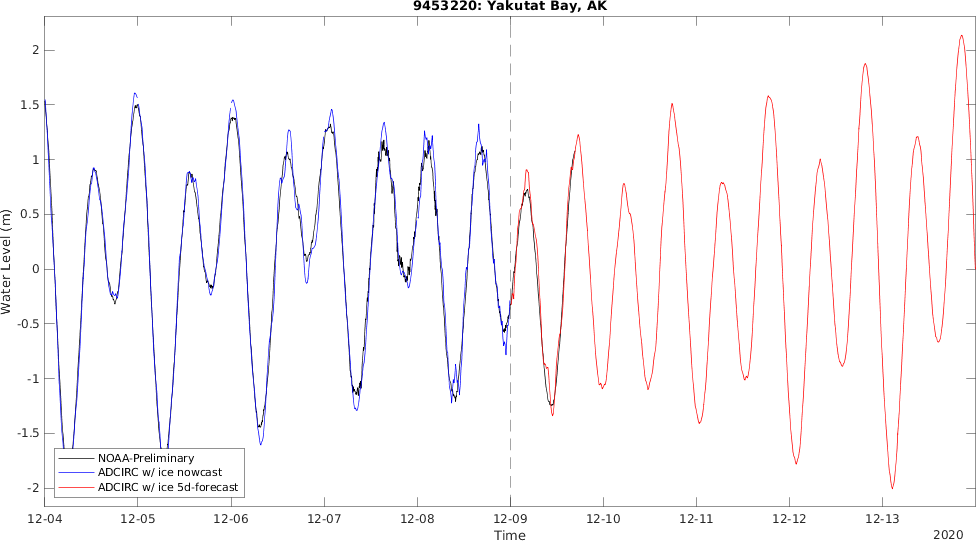 9453220: Yakutat Bay, AK
2
1.5
1
0.5
0
-0.5
-1
-1.5
-2
Water Level (m)
NOAA-Preliminary
ADCIRC w/ ice nowcast
ADCIRC w/ ice 5d-forecast
12-04 12-05 12-06 12-07 12-08 12-09 12-10 12-11 12-12 12-13
Time
2020